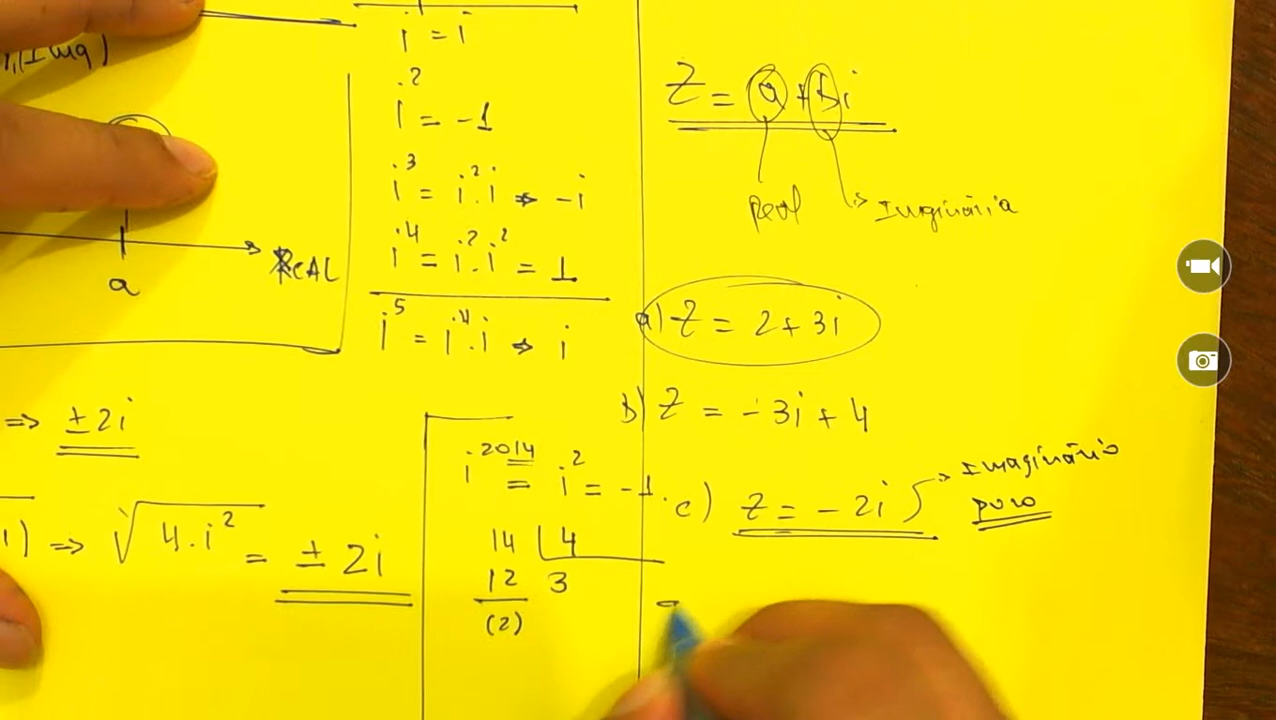 (Img)
a
REAL
⇒ ±2i
⇒ √4.i² = ±2i
i = i
i² = -1
i³ = i².i ⇒ -i
i⁴ = i².i² = 1
i⁵ = i⁴.i ⇒ i
i²⁰¹⁴ = i² = -1.
14 | 4
12 3
(2)
Z = a + bi
Real → Imaginária
a) Z = 2 + 3i
b) Z = -3i + 4
c) Z = -2i → Imaginário
puro